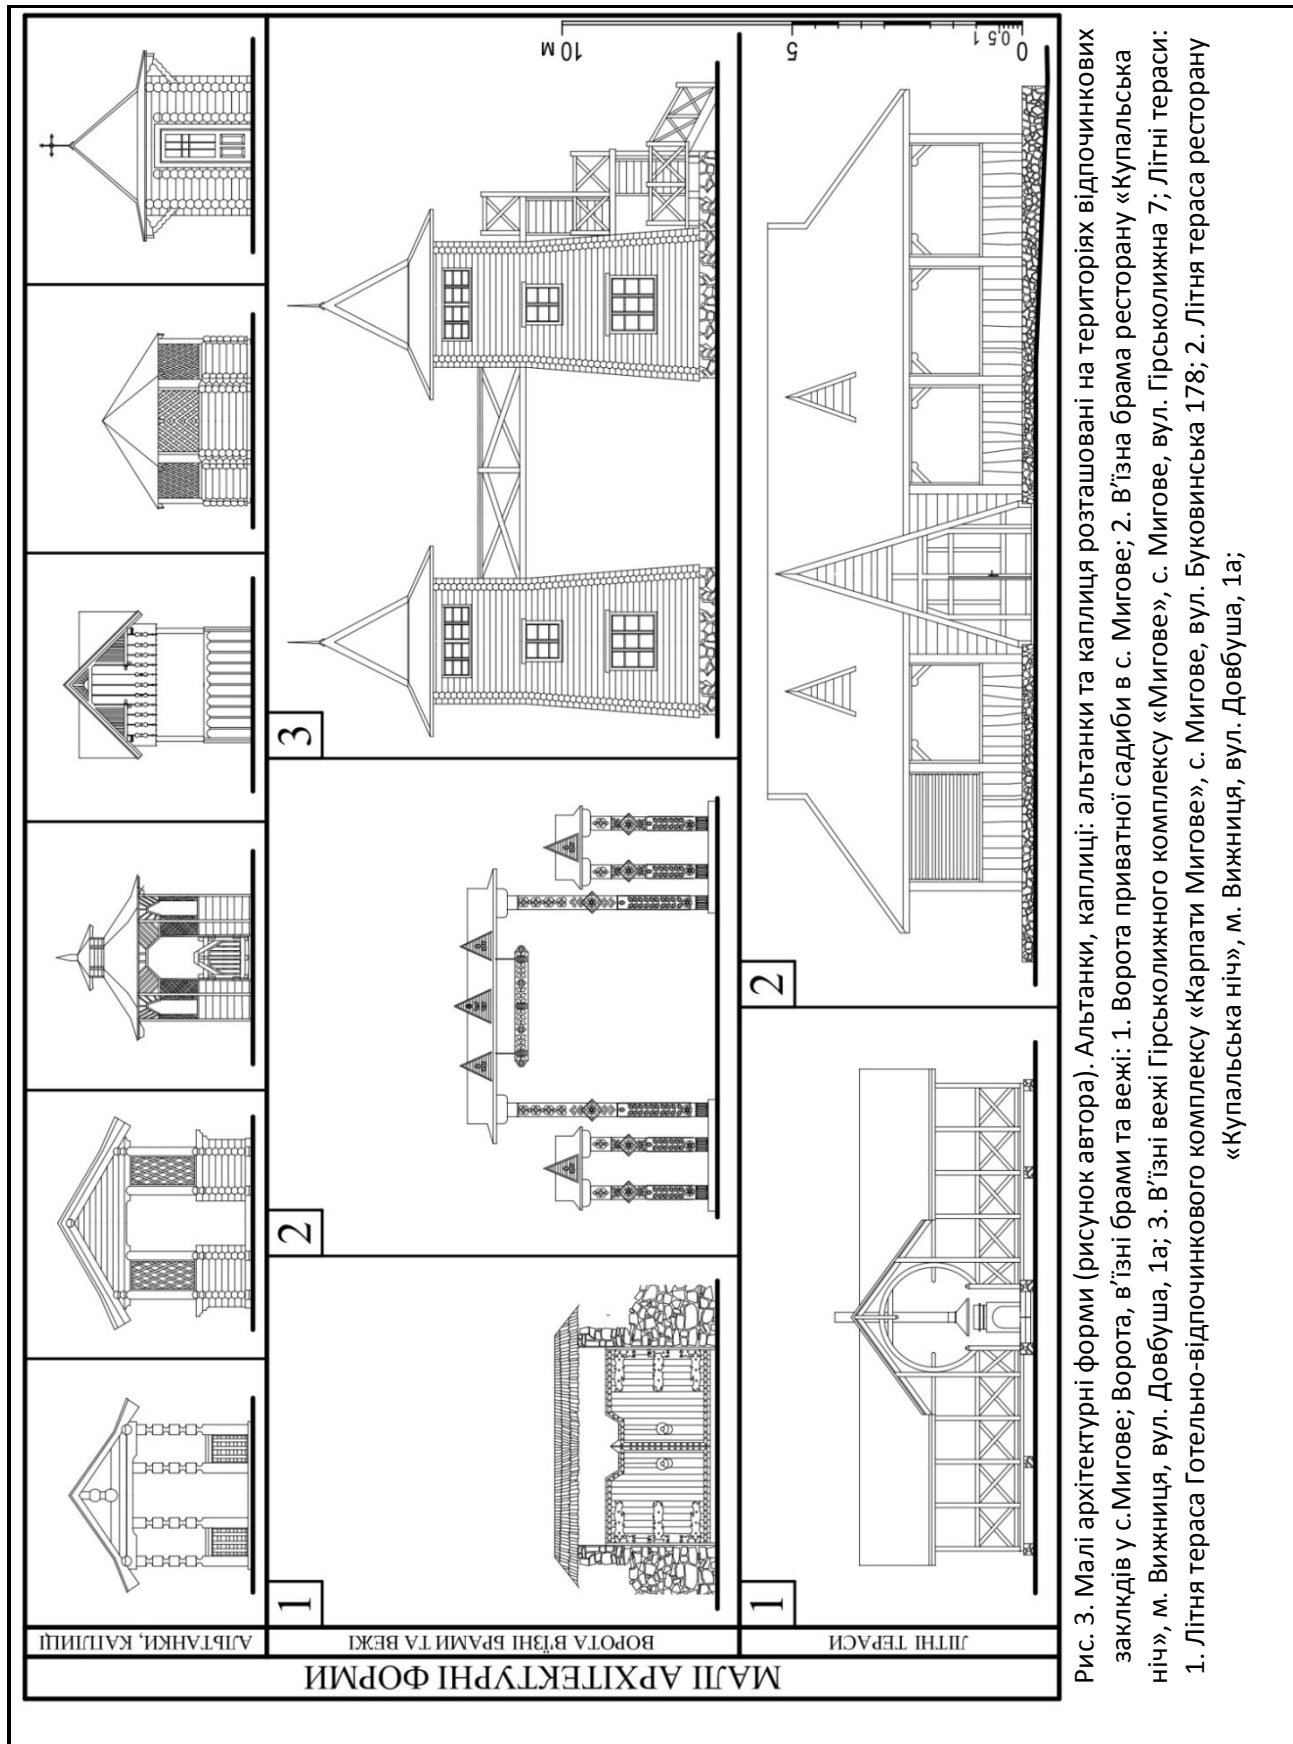 МАЛІ АРХІТЕКТУРНІ ФОРМИ
АЛЬТАНКИ, КАПЛИЦІ
ВОРОТА В'ЇЗНІ БРАМИ ТА ВЕЖІ
1
2
3
ЛІТНІ ТЕРАСИ
1
2
0
0,5
1
5
10 м
Рис. 3. Малі архітектурні форми (рисунок автора). Альтанки, каплиці: альтанки та каплиця розташовані на територіях відпочинкових
заклкдів у с.Мигове; Ворота, в’їзні брами та вежі: 1. Ворота приватної садиби в с. Мигове; 2. В’їзна брама ресторану «Купальська
ніч», м. Вижниця, вул. Довбуша, 1а; 3. В’їзні вежі Гірськолижного комплексу «Мигове», с. Мигове, вул. Гірськолижна 7; Літні тераси:
1. Літня тераса Готельно-відпочинкового комплексу «Карпати Мигове», с. Мигове, вул. Буковинська 178; 2. Літня тераса ресторану
«Купальська ніч», м. Вижниця, вул. Довбуша, 1а;